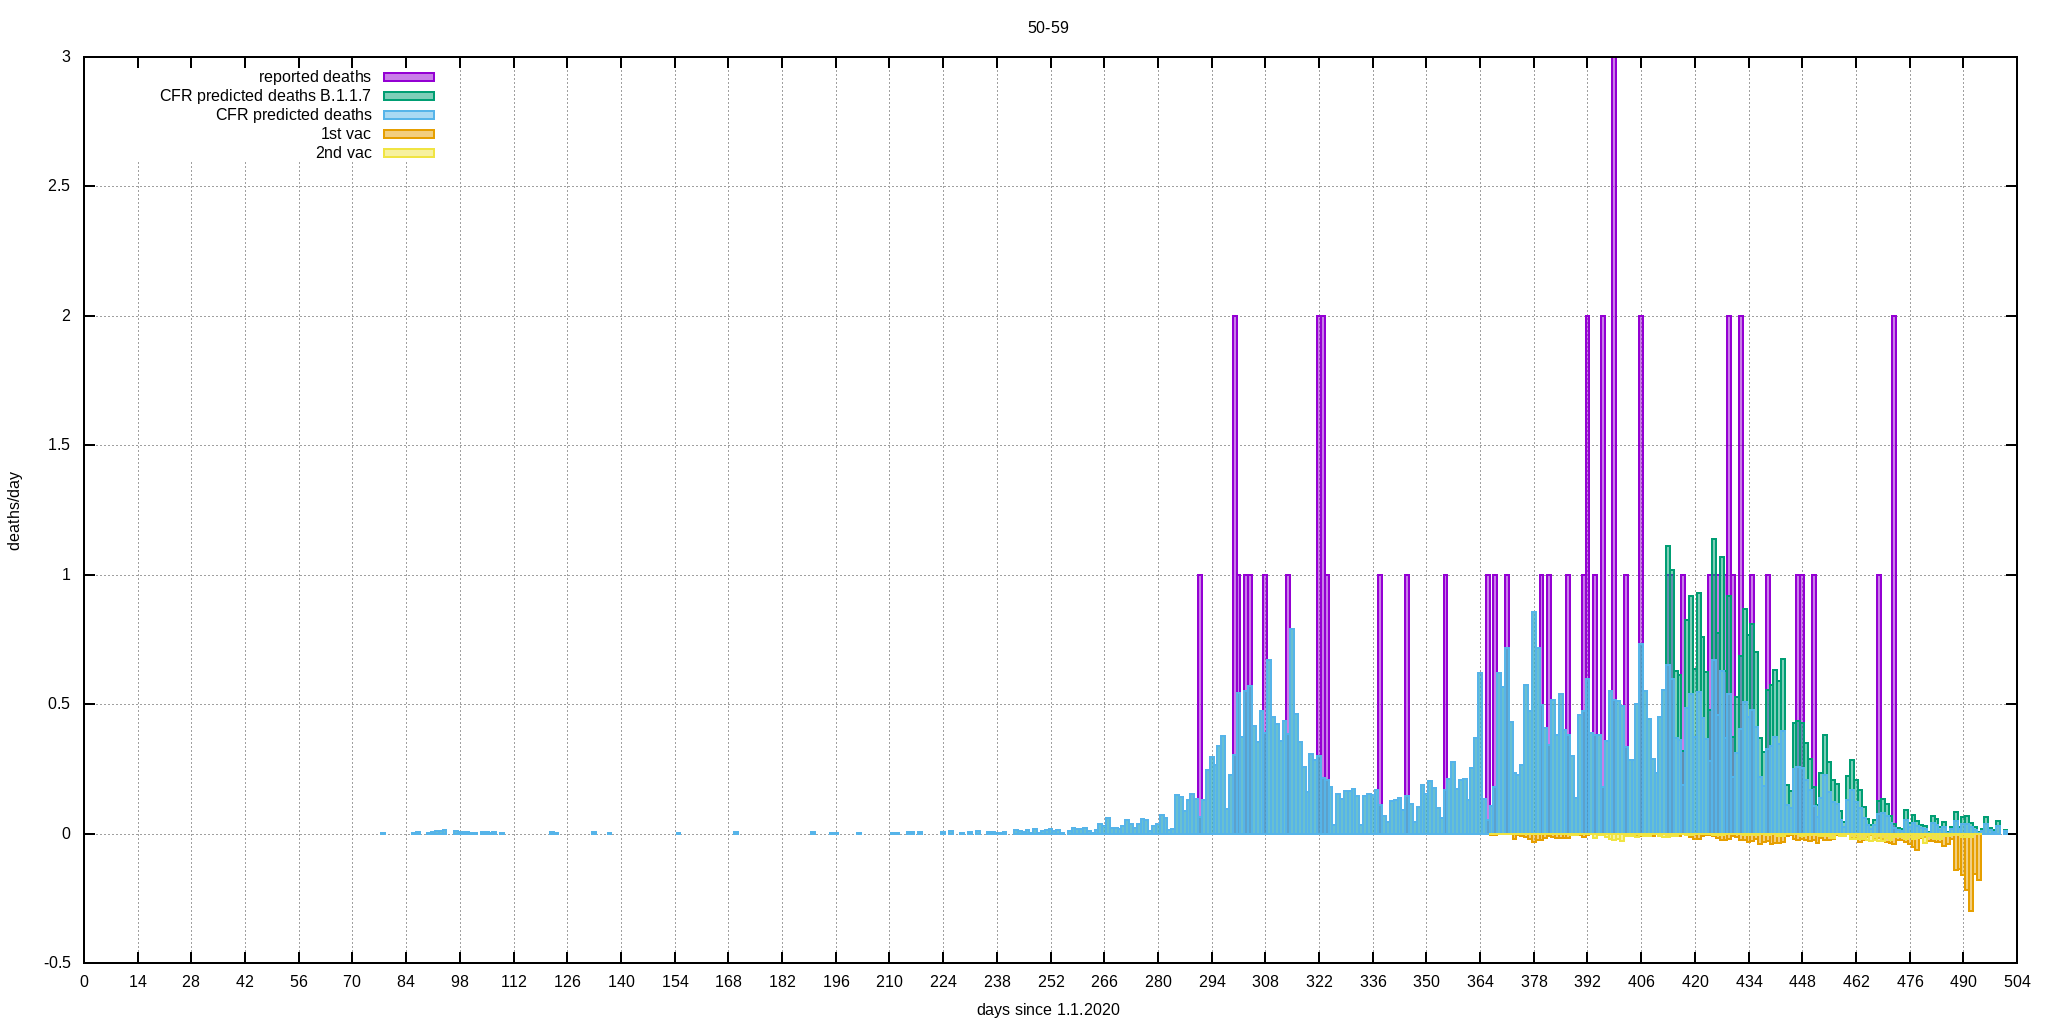 50-59
reported deaths
CFR predicted deaths B.1.1.7
CFR predicted deaths
1st vac
2nd vac
3
2.5
2
1.5
1
0.5
0
-0.5
deaths/day
0 14 28 42 56 70 84 98 112 126 140 154 168 182 196 210 224 238 252 266 280 294 308 322 336 350 364 378 392 406 420 434 448 462 476 490 504
days since 1.1.2020